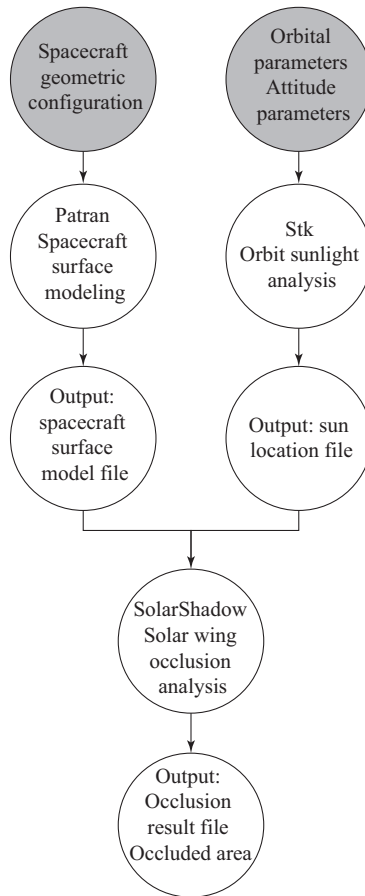 Spacecraft
geometric
configuration
Orbital
parameters
Attitude
parameters
Patran
Spacecraft
surface
modeling
Stk
Orbit sunlight
analysis
Output:
spacecraft
surface
model file
Output: sun
location file
SolarShadow
Solar wing
occlusion
analysis
Output:
Occlusion
result file
Occluded area